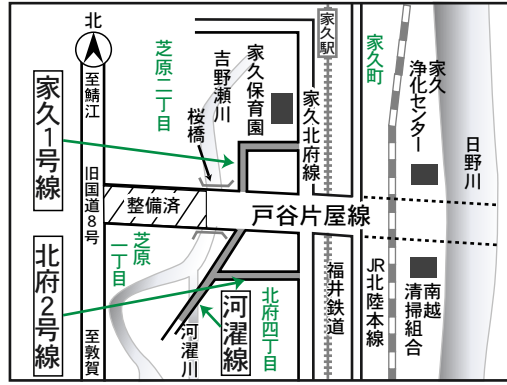 北
至鯖江
旧国道8号
至敦賀
家久1号線
北府2号線
芝原二丁目
吉野瀬川
桜橋
家久保育園
家久駅
家久北府線
家久町
家久
浄化センター
日野川
整備済
戸谷片屋線
芝原
一丁目
河濯川
河濯線
北府四丁目
福井鉄道
JR北陸本線
南越
清掃組合